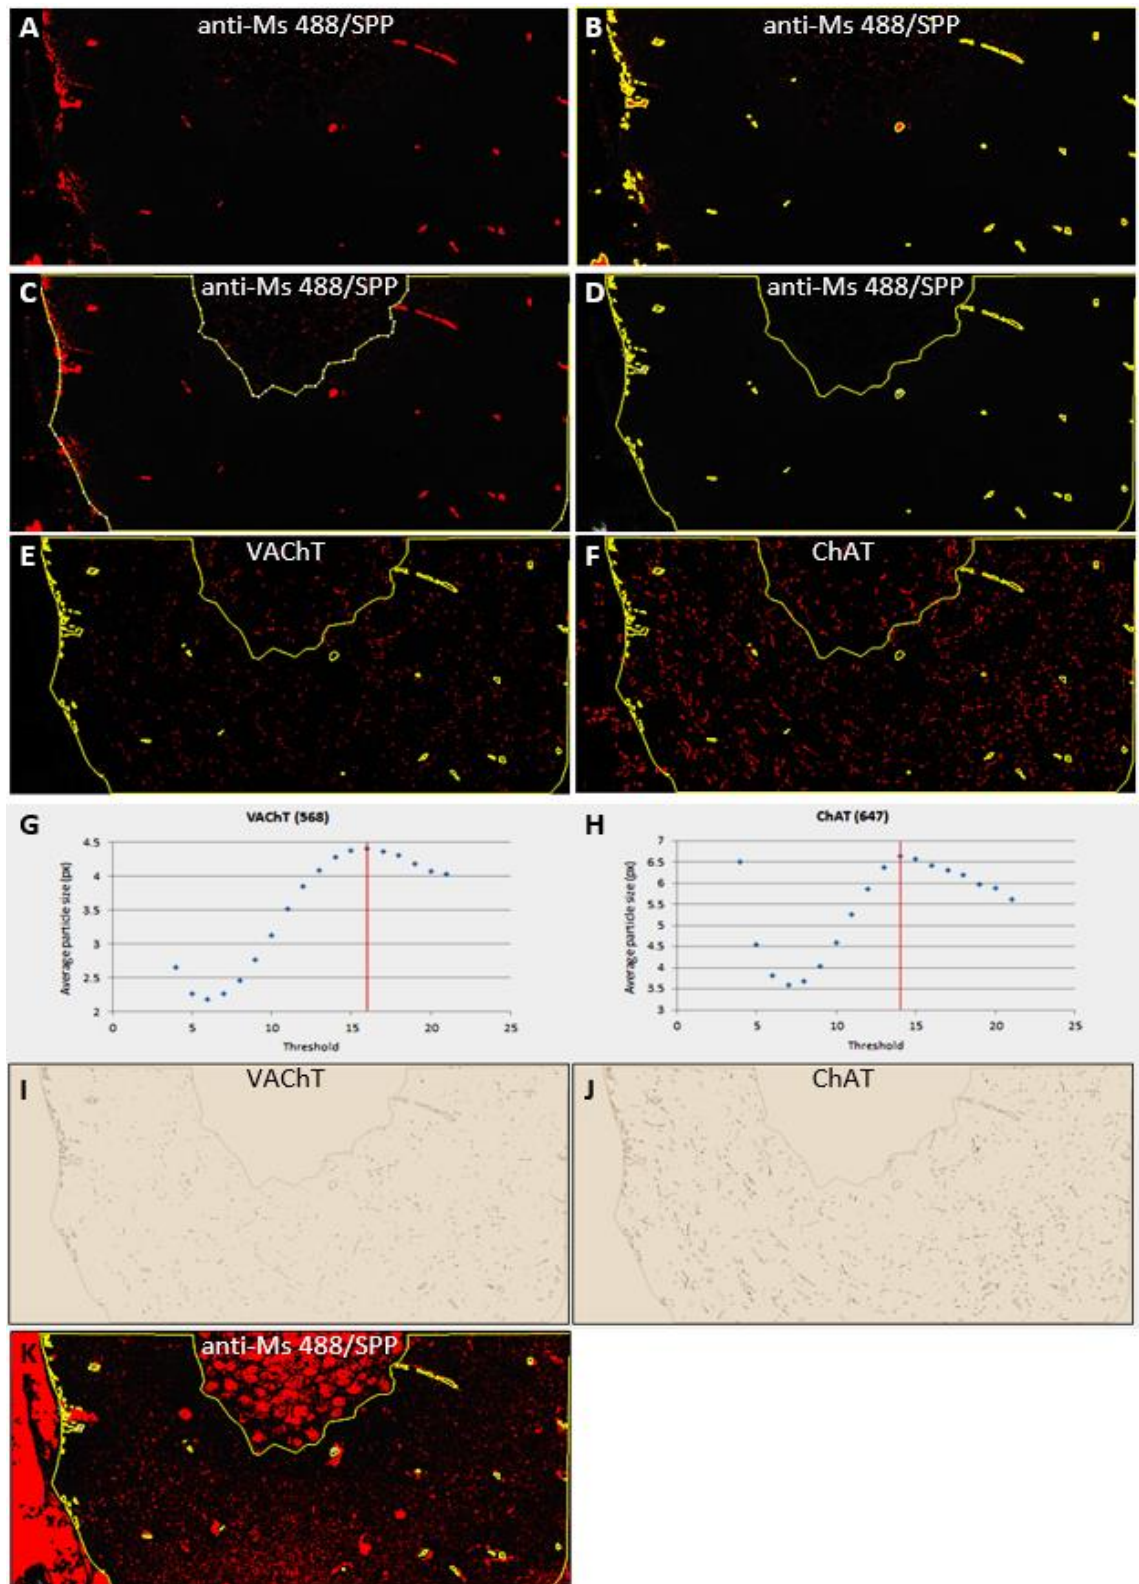 A anti-Ms 488/SPP
B anti-Ms 488/SPP
C anti-Ms 488/SPP
D anti-Ms 488/SPP
E VAChT
F ChAT
G VAChT (568)
Average particle size (px)
4.5
4
3.5
3
2.5
2
0 5 10 15 20 25
Threshold
H ChAT (647)
Average particle size (px)
7
6.5
6
5.5
5
4.5
4
3.5
3
0 5 10 15 20 25
Threshold
I VAChT
J ChAT
K anti-Ms 488/SPP